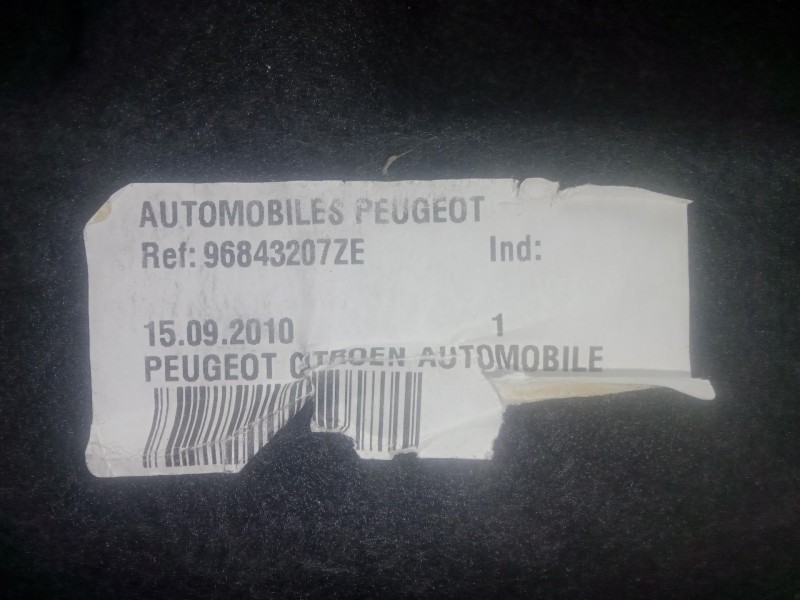 AUTOMOBILES PEUGEOT
Ref: 96843207ZE Ind:
15.09.2010 1
PEUGEOT CITROEN AUTOMOBILE